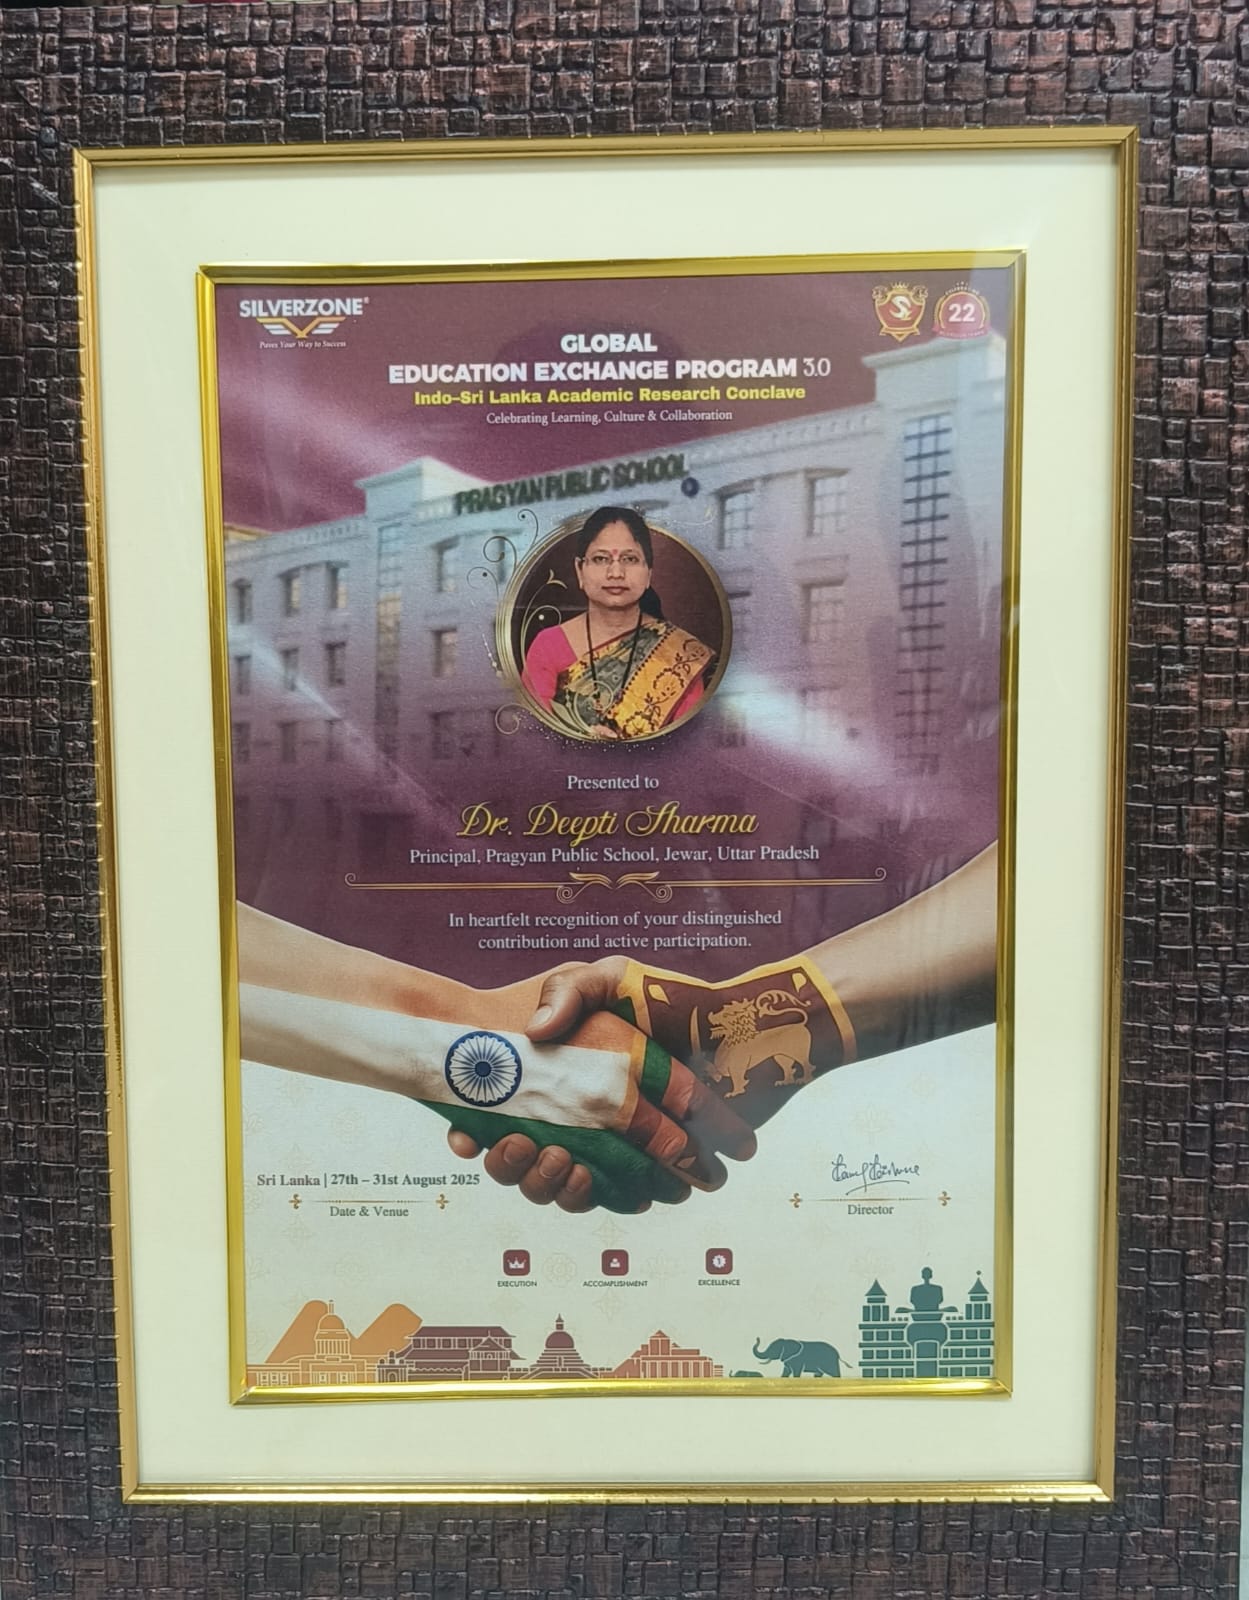 SILVERZONE®
Paves Your Way to Success
22
GLOBAL
EDUCATION EXCHANGE PROGRAM 3.0
Indo–Sri Lanka Academic Research Conclave
Celebrating Learning, Culture & Collaboration
PRAGYAN PUBLIC SCHOOL
Presented to
Dr. Deepti Sharma
Principal, Pragyan Public School, Jewar, Uttar Pradesh
In heartfelt recognition of your distinguished
contribution and active participation.
Sri Lanka | 27th – 31st August 2025
Date & Venue
Director
EXECUTION
ACCOMPLISHMENT
EXCELLENCE